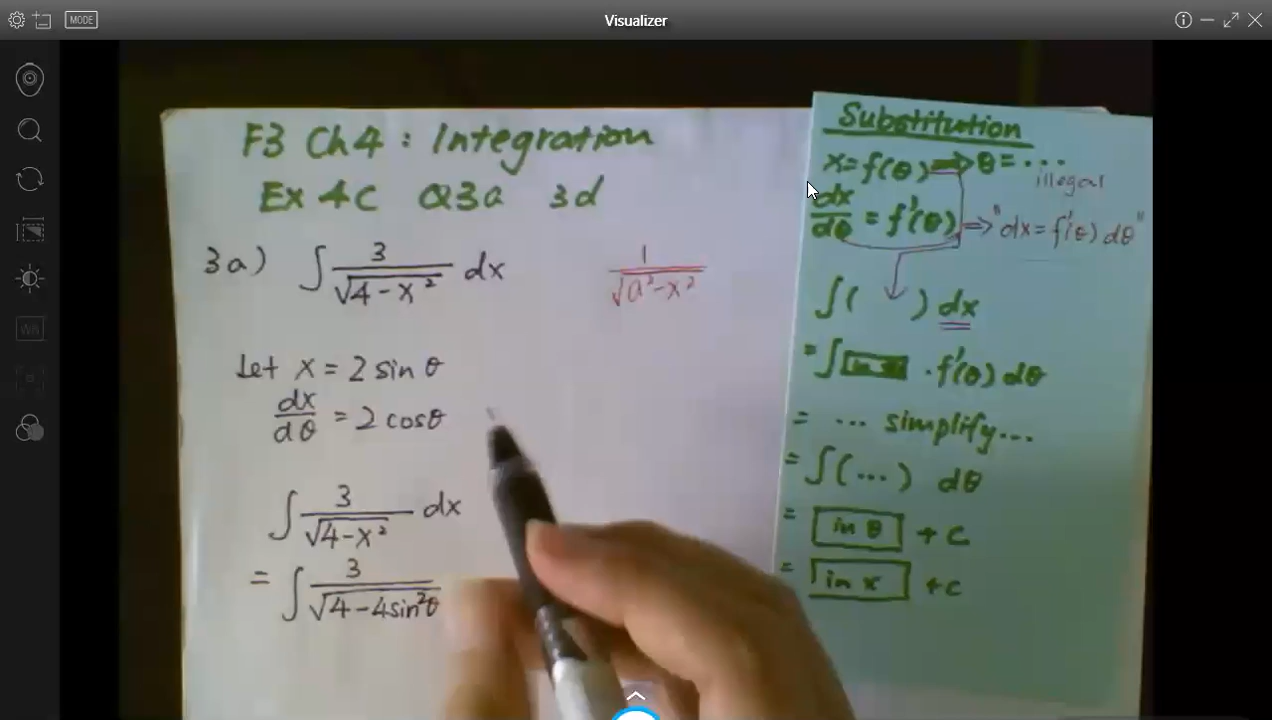 MODE
Visualizer
F3 Ch4 : Integration
Ex 4C Q3a 3d
3a) ∫ 3/√(4-x²) dx
1/√(a²-x²)
Let x = 2 sin θ
dx/dθ = 2 cosθ
∫ 3/√(4-x²) dx
= ∫ 3/√(4-4sin²θ)
Substitution
x=f(θ) ⇒ θ= ...
illegal
dx/dθ = f'(θ) ⇒ "dx = f'(θ) dθ"
∫( ) dx
= ∫ · f'(θ) dθ
= ... simplify...
= ∫(...) dθ
= in θ + C
= in x + C